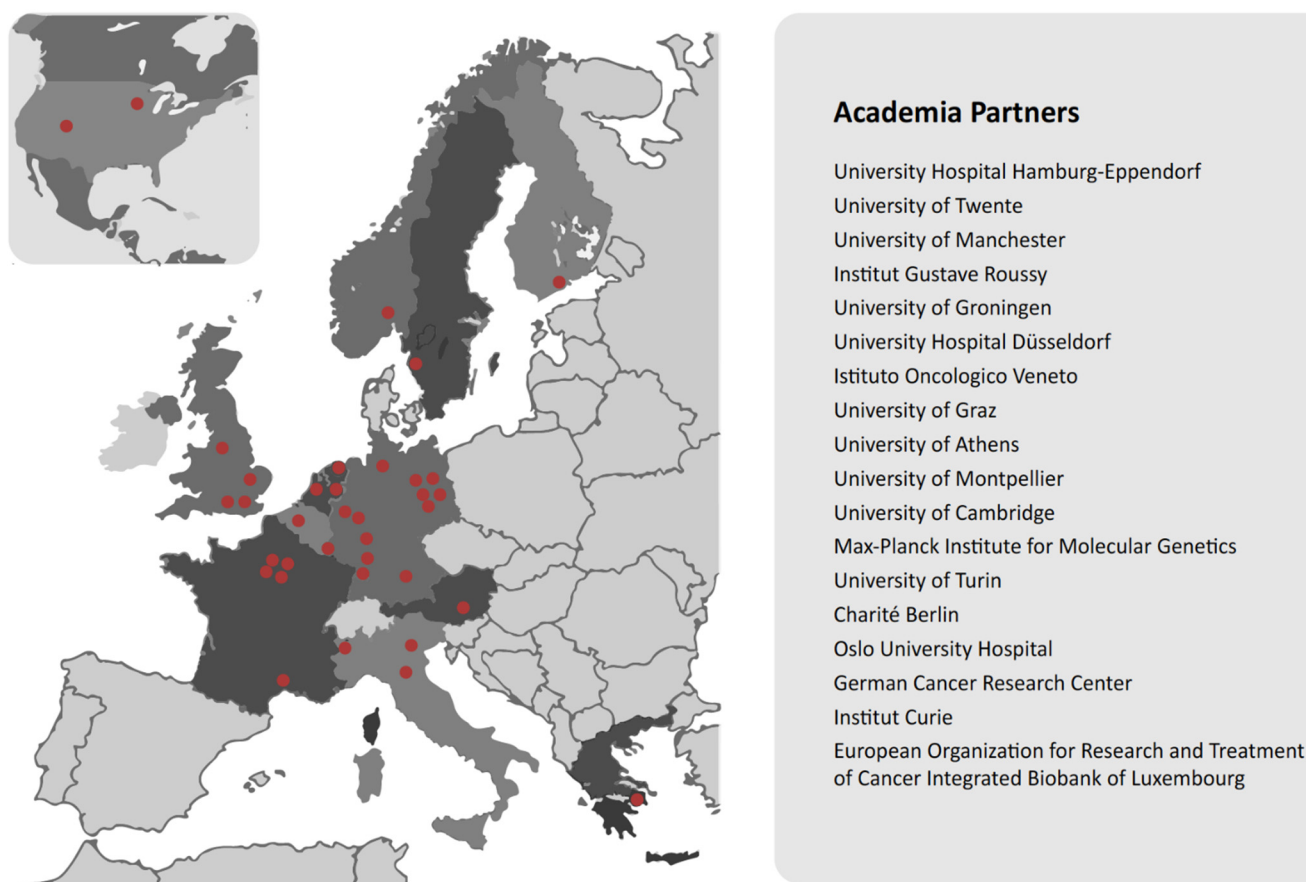 Academia Partners
University Hospital Hamburg-Eppendorf
University of Twente
University of Manchester
Institut Gustave Roussy
University of Groningen
University Hospital Düsseldorf
Istituto Oncologico Veneto
University of Graz
University of Athens
University of Montpellier
University of Cambridge
Max-Planck Institute for Molecular Genetics
University of Turin
Charité Berlin
Oslo University Hospital
German Cancer Research Center
Institut Curie
European Organization for Research and Treatment
of Cancer Integrated Biobank of Luxembourg